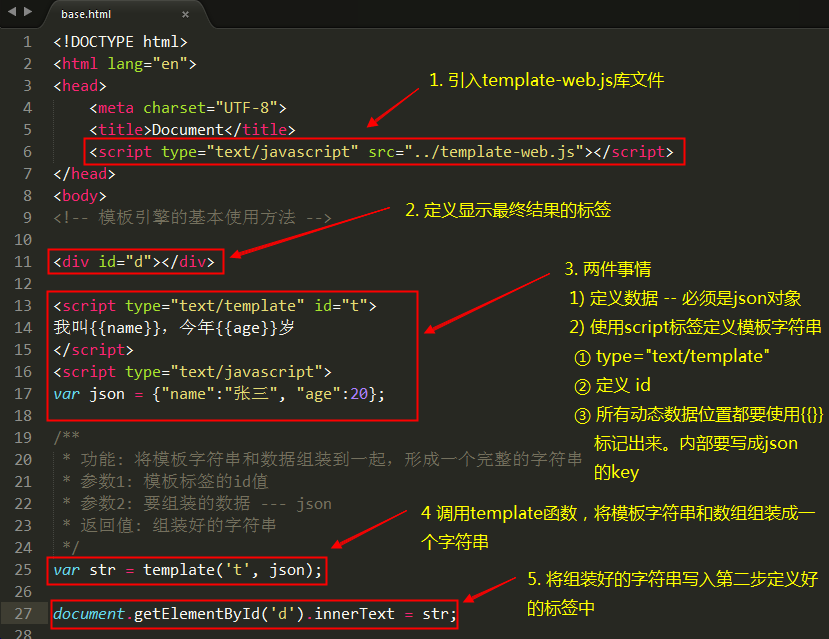 base.html ×
1 <!DOCTYPE html>
2 <html lang="en">
3 <head>
4 <meta charset="UTF-8">
5 <title>Document</title>
6 <script type="text/javascript" src="../template-web.js"></script>
7 </head>
8 <body>
9 <!-- 模板引擎的基本使用方法 -->
10
11 <div id="d"></div>
12
13 <script type="text/template" id="t">
14 我叫{{name}}，今年{{age}}岁
15 </script>
16 <script type="text/javascript">
17 var json = {"name":"张三", "age":20};
18
19 /**
20 * 功能: 将模板字符串和数据组装到一起，形成一个完整的字符串
21 * 参数1: 模板标签的id值
22 * 参数2: 要组装的数据 --- json
23 * 返回值: 组装好的字符串
24 */
25 var str = template('t', json);
26
27 document.getElementById('d').innerText = str;
28
1. 引入template-web.js库文件
2. 定义显示最终结果的标签
3. 两件事情
1) 定义数据 -- 必须是json对象
2) 使用script标签定义模板字符串
① type="text/template"
② 定义 id
③ 所有动态数据位置都要使用{{}}
标记出来。内部要写成json
的key
4 调用template函数，将模板字符串和数组组装成一
个字符串
5. 将组装好的字符串写入第二步定义好
的标签中